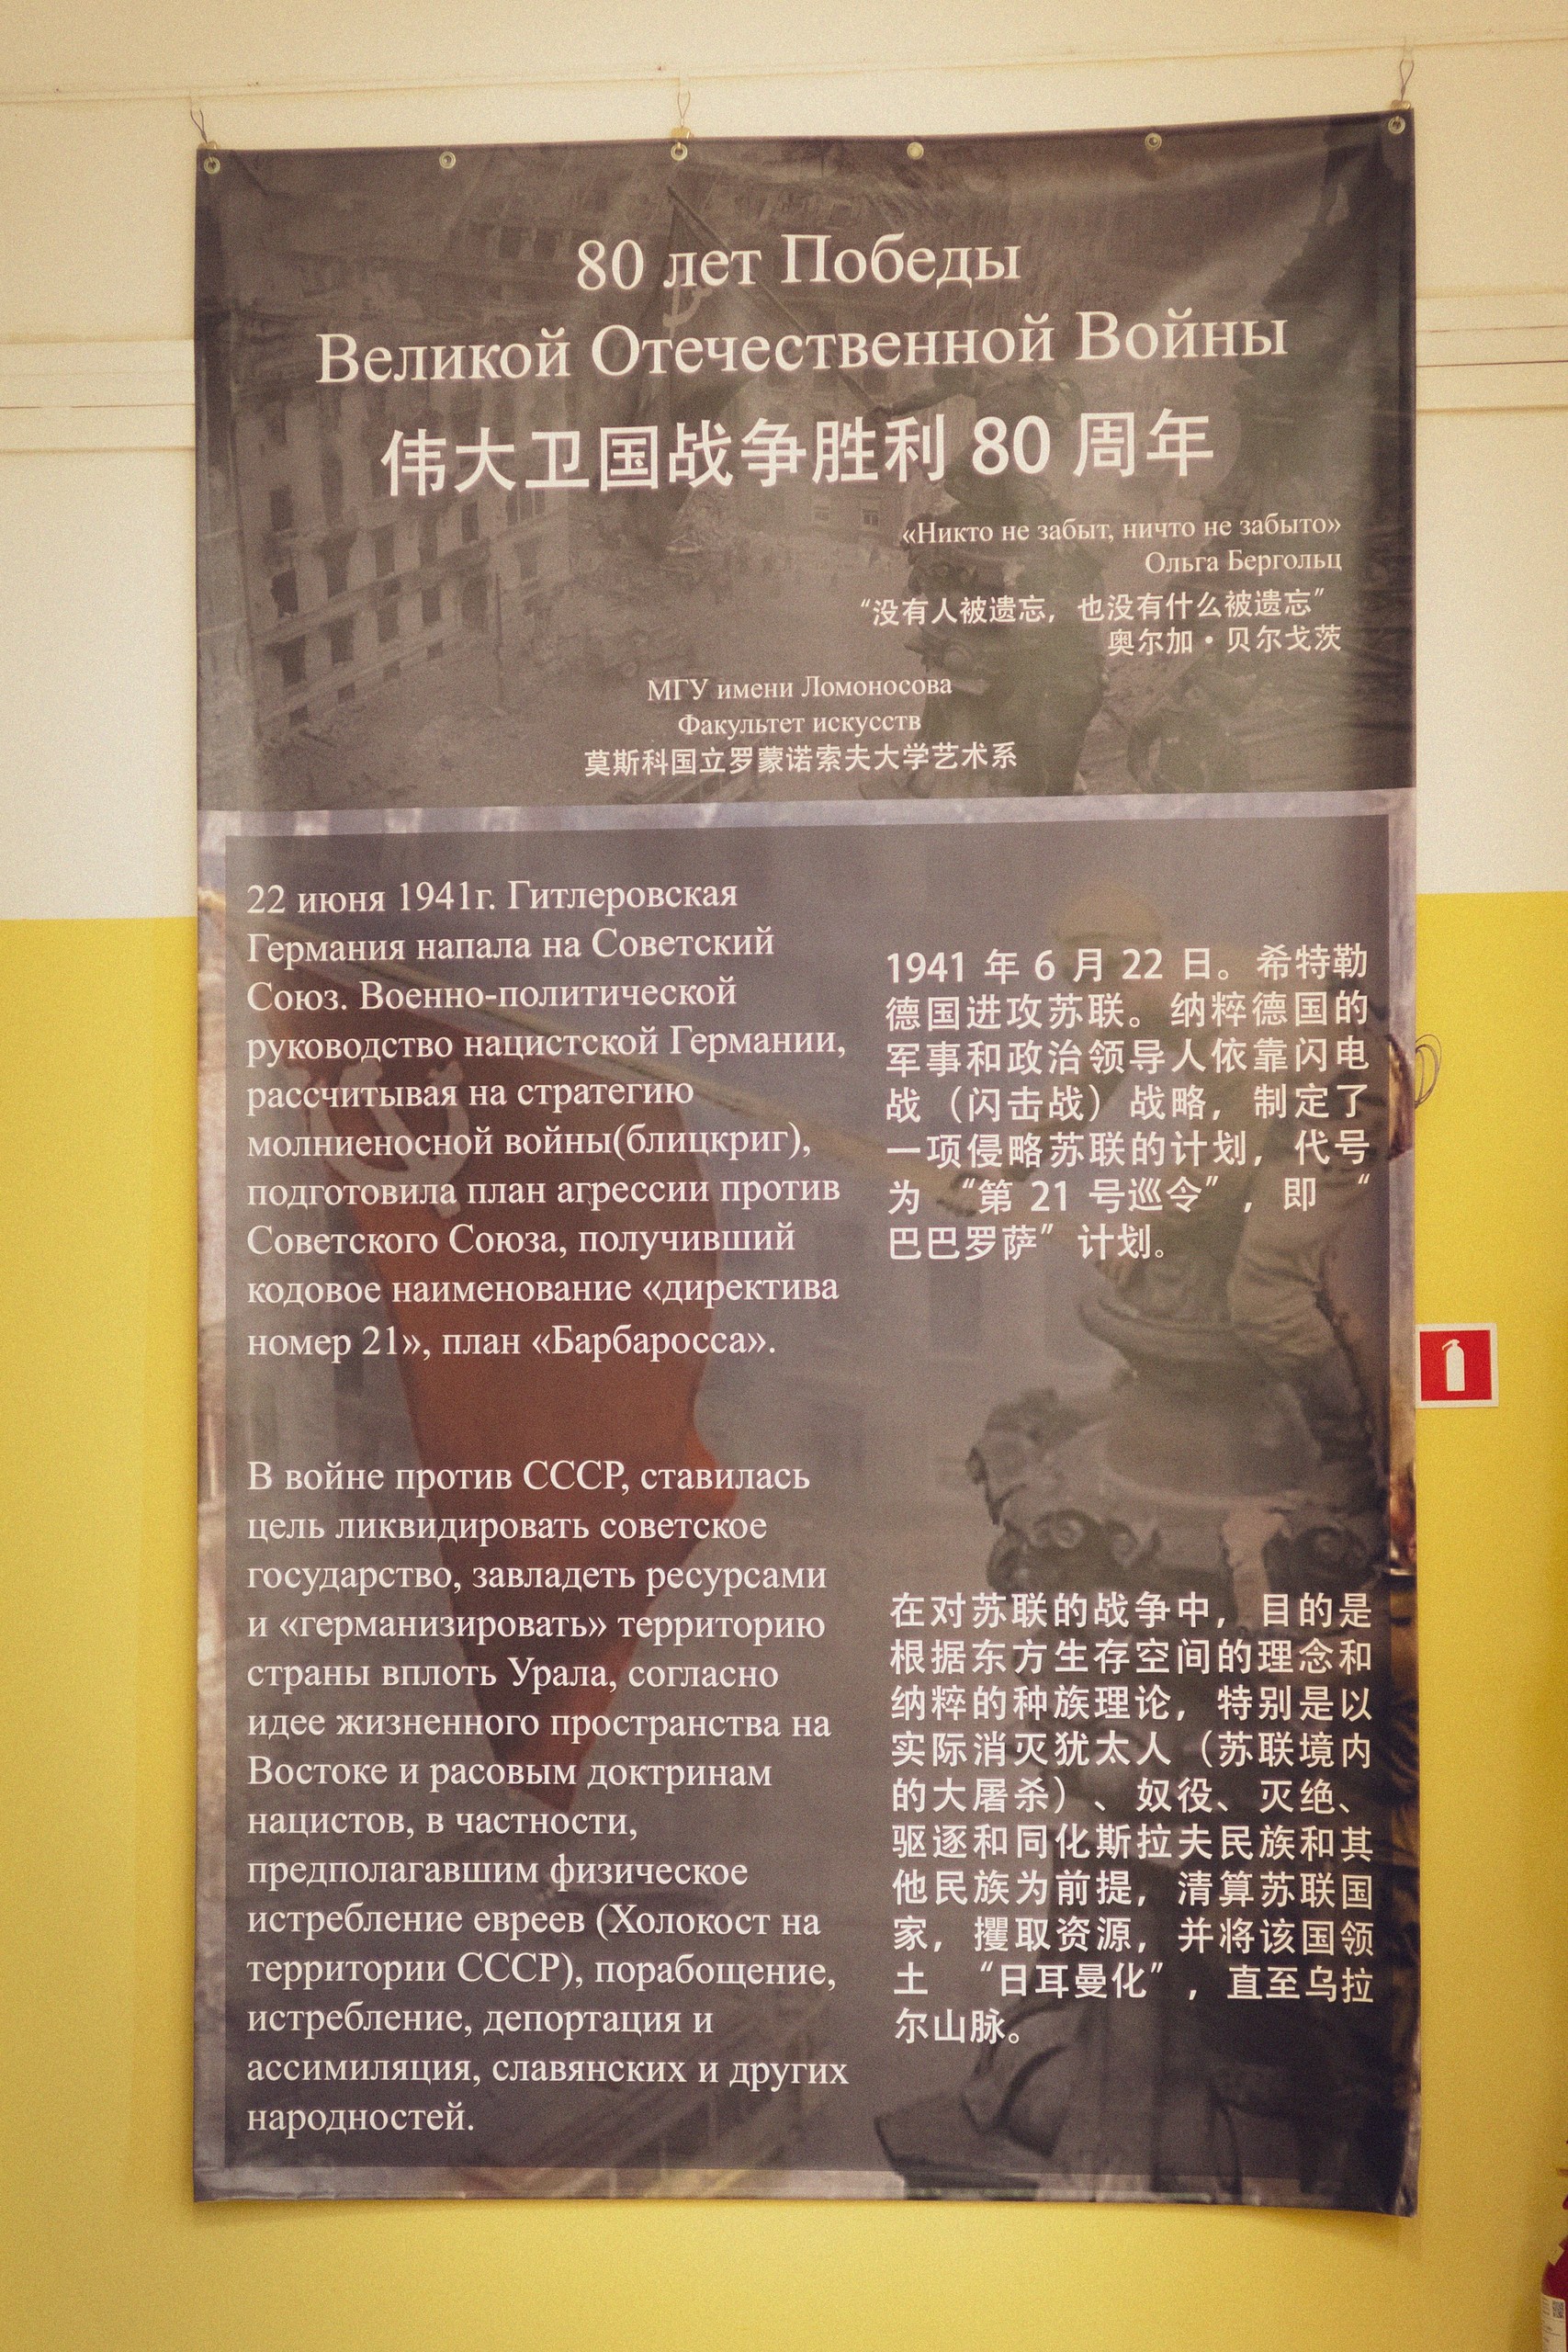 80 лет Победы
Великой Отечественной Войны
伟大卫国战争胜利 80 周年
«Никто не забыт, ничто не забыто»
Ольга Бергольц
“没有人被遗忘，也没有什么被遗忘”
奥尔加·贝尔戈茨
МГУ имени Ломоносова
Факультет искусств
莫斯科国立罗蒙诺索夫大学艺术系
22 июня 1941г. Гитлеровская
Германия напала на Советский
Союз. Военно-политической
руководство нацистской Германии,
рассчитывая на стратегию
молниеносной войны(блицкриг),
подготовила план агрессии против
Советского Союза, получивший
кодовое наименование «директива
номер 21», план «Барбаросса».
1941 年 6 月 22 日。希特勒
德国进攻苏联。纳粹德国的
军事和政治领导人依靠闪电
战（闪击战）战略，制定了
一项侵略苏联的计划，代号
为 “第 21 号巡令”，即 “
巴巴罗萨”计划。
В войне против СССР, ставилась
цель ликвидировать советское
государство, завладеть ресурсами
и «германизировать» территорию
страны вплоть Урала, согласно
идее жизненного пространства на
Востоке и расовым доктринам
нацистов, в частности,
предполагавшим физическое
истребление евреев (Холокост на
территории СССР), порабощение,
истребление, депортация и
ассимиляция, славянских и других
народностей.
在对苏联的战争中，目的是
根据东方生存空间的理念和
纳粹的种族理论，特别是以
实际消灭犹太人（苏联境内
的大屠杀）、奴役、灭绝、
驱逐和同化斯拉夫民族和其
他民族为前提，清算苏联国
家，攫取资源，并将该国领
土 “日耳曼化”，直至乌拉
尔山脉。